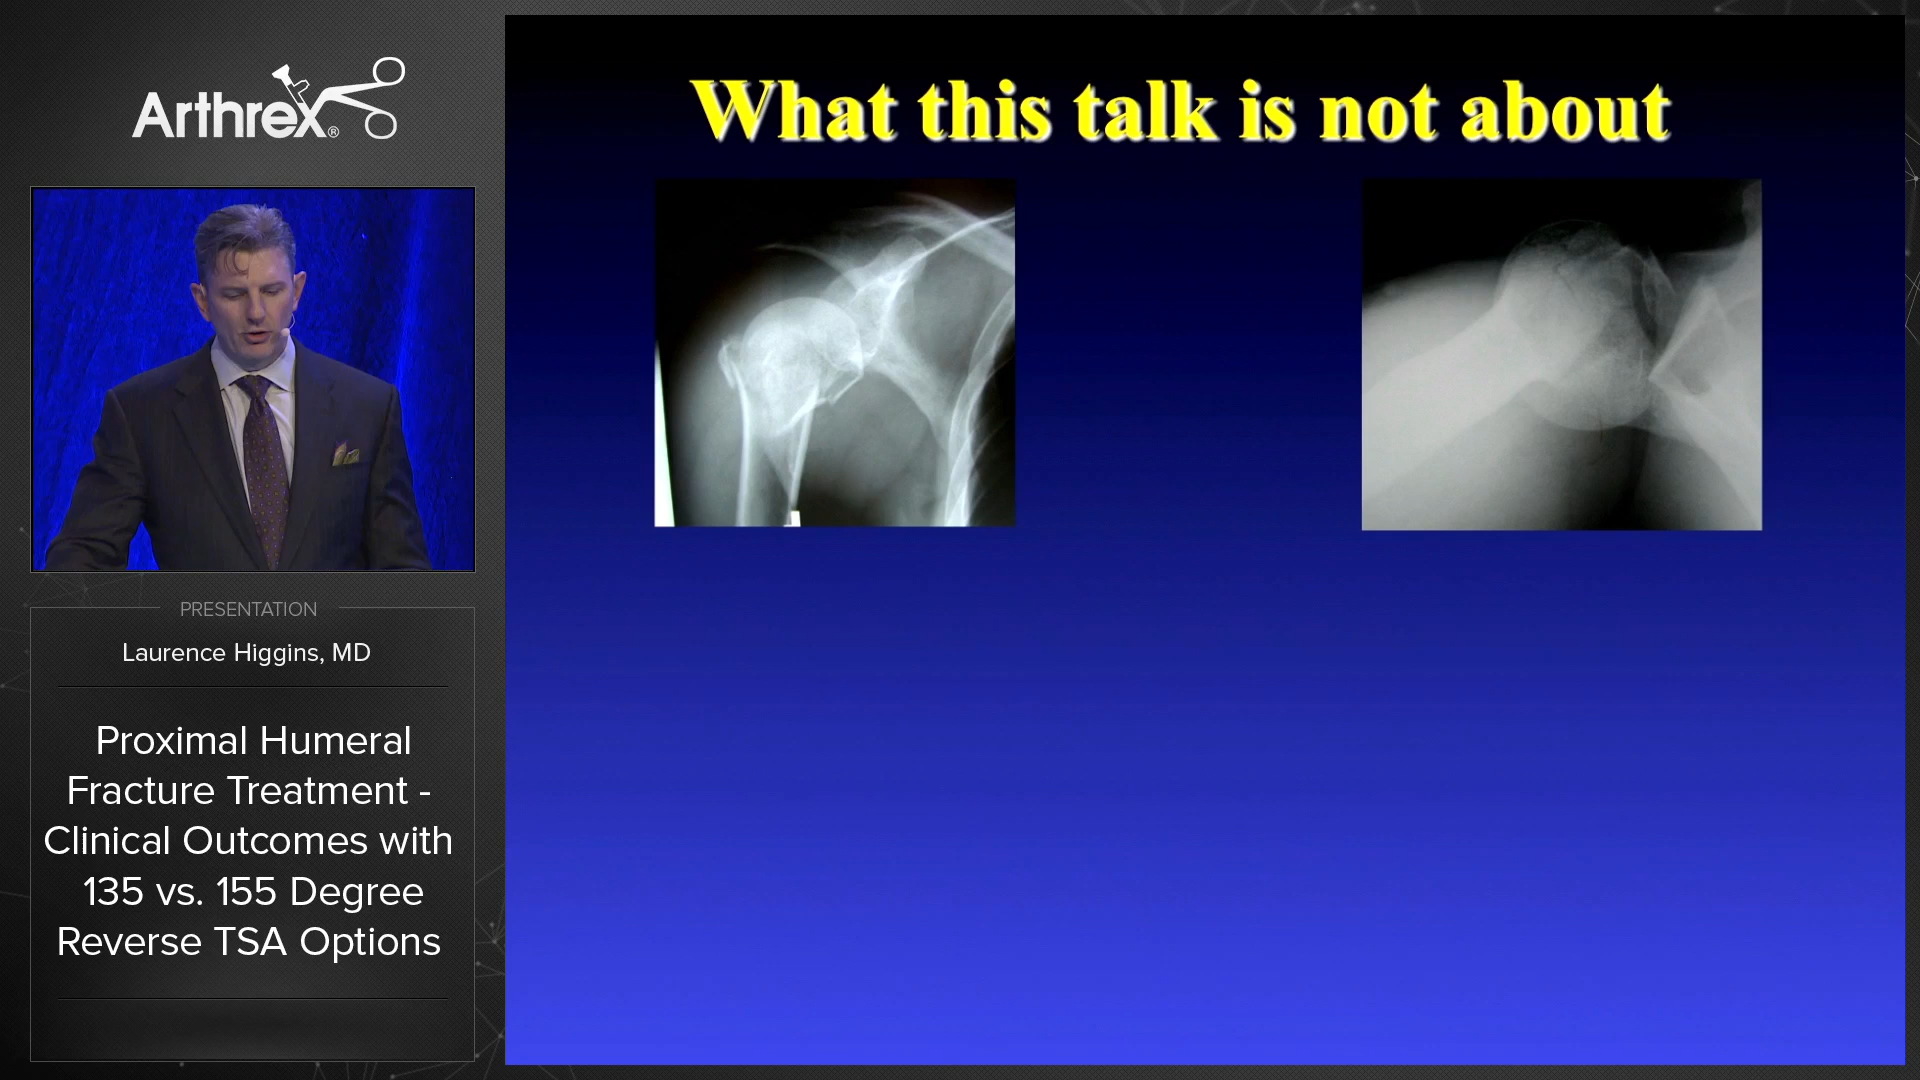 Arthrex®
What this talk is not about
PRESENTATION
Laurence Higgins, MD
Proximal Humeral
Fracture Treatment -
Clinical Outcomes with
135 vs. 155 Degree
Reverse TSA Options